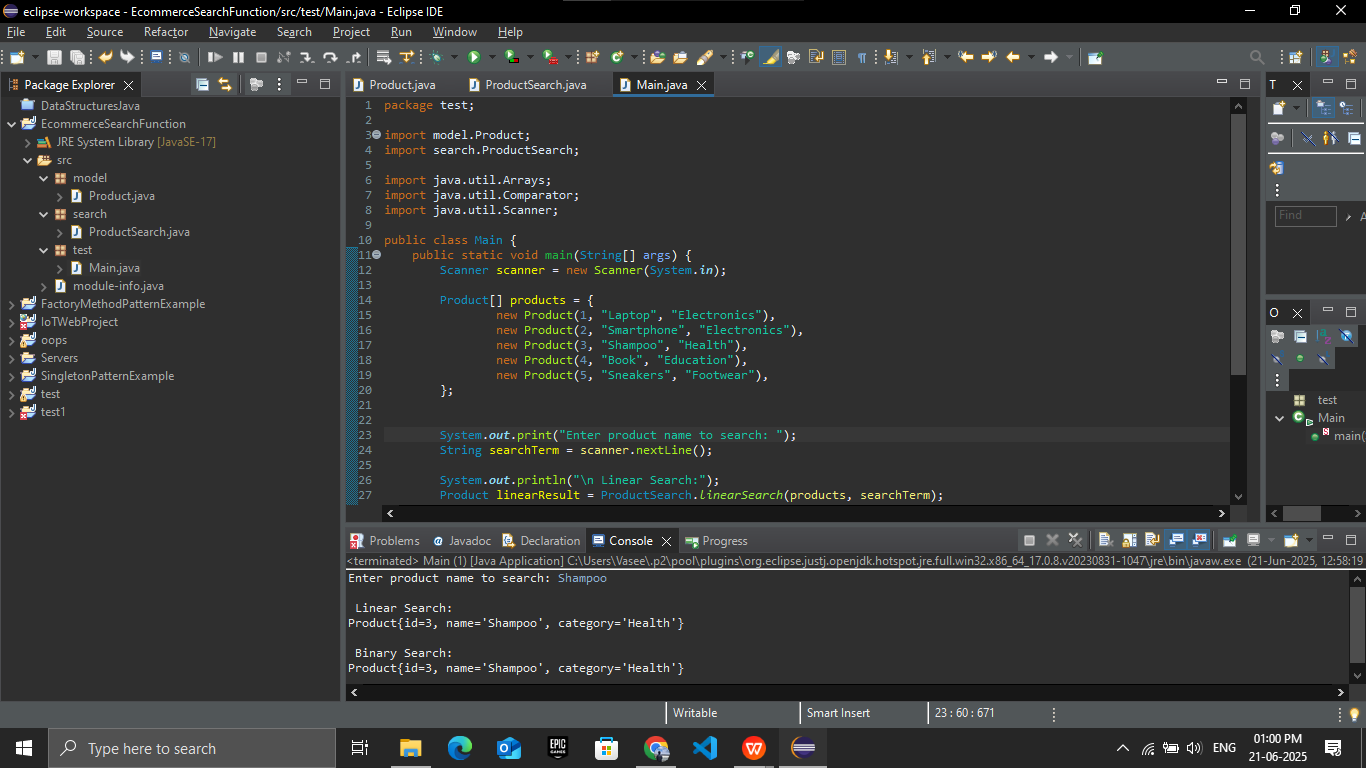 eclipse-workspace - EcommerceSearchFunction/src/test/Main.java - Eclipse IDE
File Edit Source Refactor Navigate Search Project Run Window Help
Package Explorer
DataStructuresJava
EcommerceSearchFunction
JRE System Library [JavaSE-17]
src
model
Product.java
search
ProductSearch.java
test
Main.java
module-info.java
FactoryMethodPatternExample
IoTWebProject
oops
Servers
SingletonPatternExample
test
test1
Product.java ProductSearch.java Main.java
1 package test;
2
3 import model.Product;
4 import search.ProductSearch;
5
6 import java.util.Arrays;
7 import java.util.Comparator;
8 import java.util.Scanner;
9
10 public class Main {
11 public static void main(String[] args) {
12 Scanner scanner = new Scanner(System.in);
13
14 Product[] products = {
15 new Product(1, "Laptop", "Electronics"),
16 new Product(2, "Smartphone", "Electronics"),
17 new Product(3, "Shampoo", "Health"),
18 new Product(4, "Book", "Education"),
19 new Product(5, "Sneakers", "Footwear"),
20 };
21
22
23 System.out.print("Enter product name to search: ");
24 String searchTerm = scanner.nextLine();
25
26 System.out.println("\n Linear Search:");
27 Product linearResult = ProductSearch.linearSearch(products, searchTerm);
T
Find
A
O
test
Main
main(
Problems Javadoc Declaration Console Progress
<terminated> Main (1) [Java Application] C:\Users\Vasee\.p2\pool\plugins\org.eclipse.justj.openjdk.hotspot.jre.full.win32.x86_64_17.0.8.v20230831-1047\jre\bin\javaw.exe (21-Jun-2025, 12:58:19
Enter product name to search: Shampoo
Linear Search:
Product{id=3, name='Shampoo', category='Health'}
Binary Search:
Product{id=3, name='Shampoo', category='Health'}
Writable Smart Insert 23 : 60 : 671
Type here to search
EPIC GAMES
ENG
01:00 PM
21-06-2025